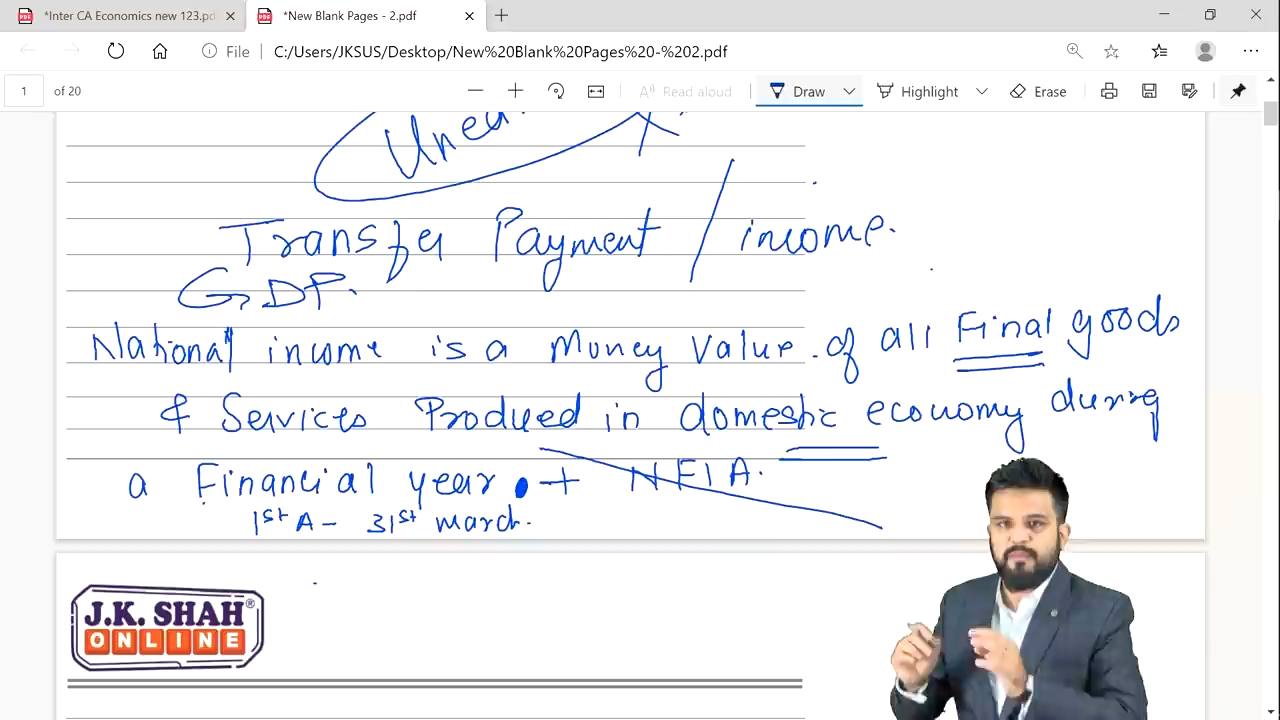 *Inter CA Economics new 123.pd
*New Blank Pages - 2.pdf
File C:/Users/JKSUS/Desktop/New%20Blank%20Pages%20-%202.pdf
1 of 20
Read aloud
Draw
Highlight
Erase
Transfer Payment / income.
GDP.
National income is a Money Value of all Final goods
& Services Produced in domestic economy during
a Financial year. + NFIA.
1st A - 31st march.
J.K. SHAH®
ONLINE